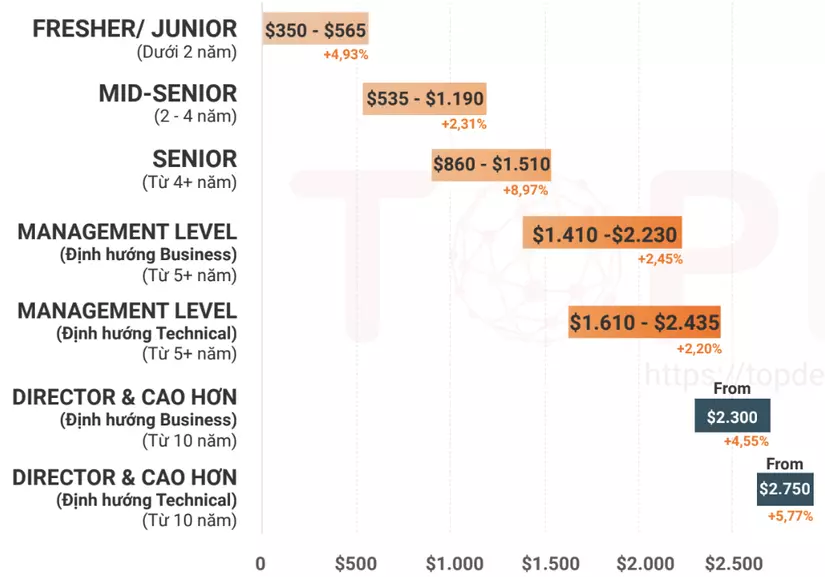 FRESHER/ JUNIOR
(Dưới 2 năm)
$350 - $565
+4,93%
MID-SENIOR
(2 - 4 năm)
$535 - $1.190
+2,31%
SENIOR
(Từ 4+ năm)
$860 - $1.510
+8,97%
MANAGEMENT LEVEL
(Định hướng Business)
(Từ 5+ năm)
$1.410 -$2.230
+2,45%
MANAGEMENT LEVEL
(Định hướng Technical)
(Từ 5+ năm)
$1.610 - $2.435
+2,20%
DIRECTOR & CAO HƠN
(Định hướng Business)
(Từ 10 năm)
From
$2.300
+4,55%
DIRECTOR & CAO HƠN
(Định hướng Technical)
(Từ 10 năm)
From
$2.750
+5,77%
TOP
https://topde
0 $500 $1.000 $1.500 $2.000 $2.500